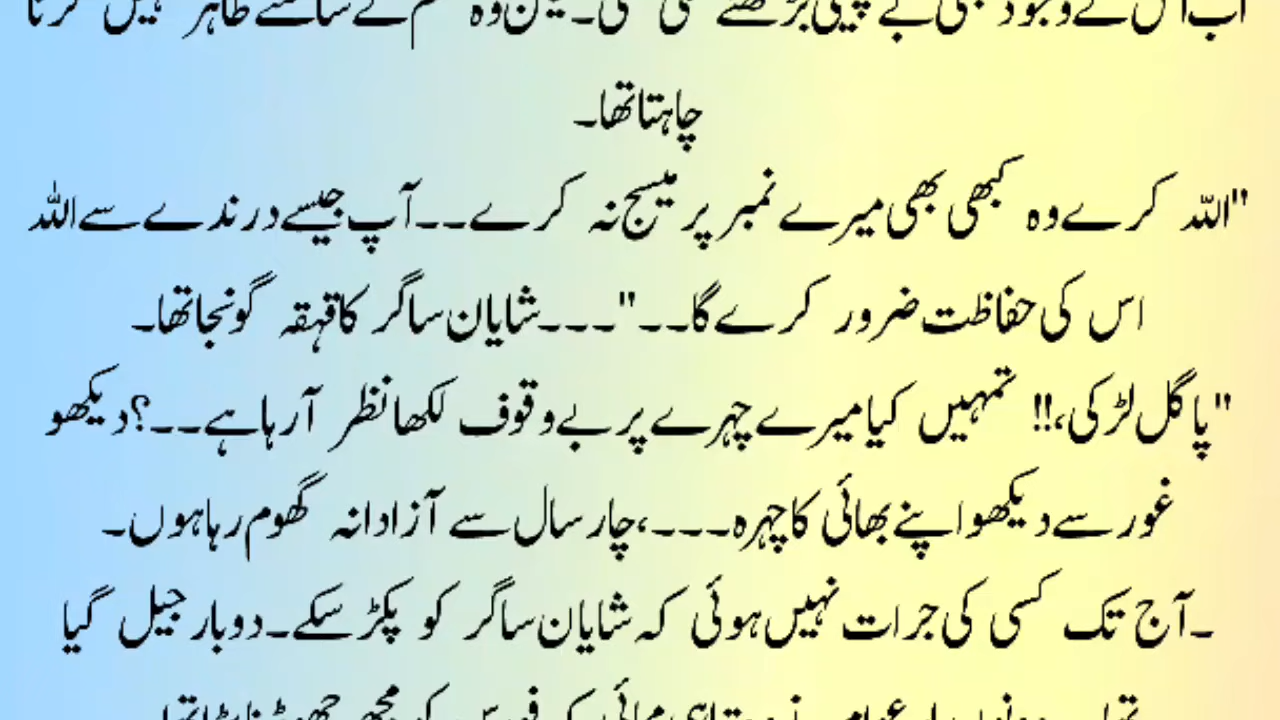 چاہتا تھا۔
"اللہ کرے وہ کبھی بھی میرے نمبر پر میسج نہ کرے۔۔آپ جیسے درندے سے اللہ
اس کی حفاظت ضرور کرے گا۔۔"۔۔۔شایان ساگر کا قہقہ گونجا تھا۔
"پاگل لڑکی،!! تمہیں کیا میرے چہرے پر بے وقوف لکھا نظر آرہا ہے۔۔؟ دیکھو
غور سے دیکھو اپنے بھائی کا چہرہ۔۔۔،چار سال سے آزادانہ گھوم رہا ہوں۔
۔آج تک کسی کی جرات نہیں ہوئی کہ شایان ساگر کو پکڑ سکے۔دو بار جیل گیا